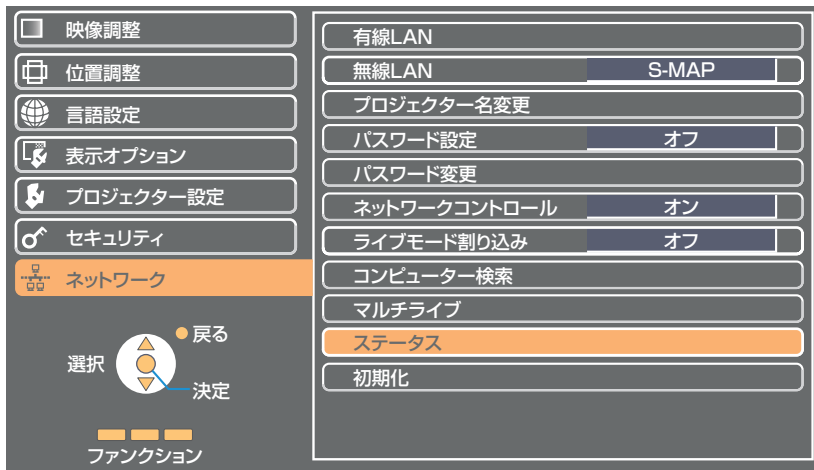 映像調整
位置調整
言語設定
表示オプション
プロジェクター設定
セキュリティ
ネットワーク
戻る
選択
決定
ファンクション
有線LAN
無線LAN S-MAP
プロジェクター名変更
パスワード設定 オフ
パスワード変更
ネットワークコントロール オン
ライブモード割り込み オフ
コンピューター検索
マルチライブ
ステータス
初期化